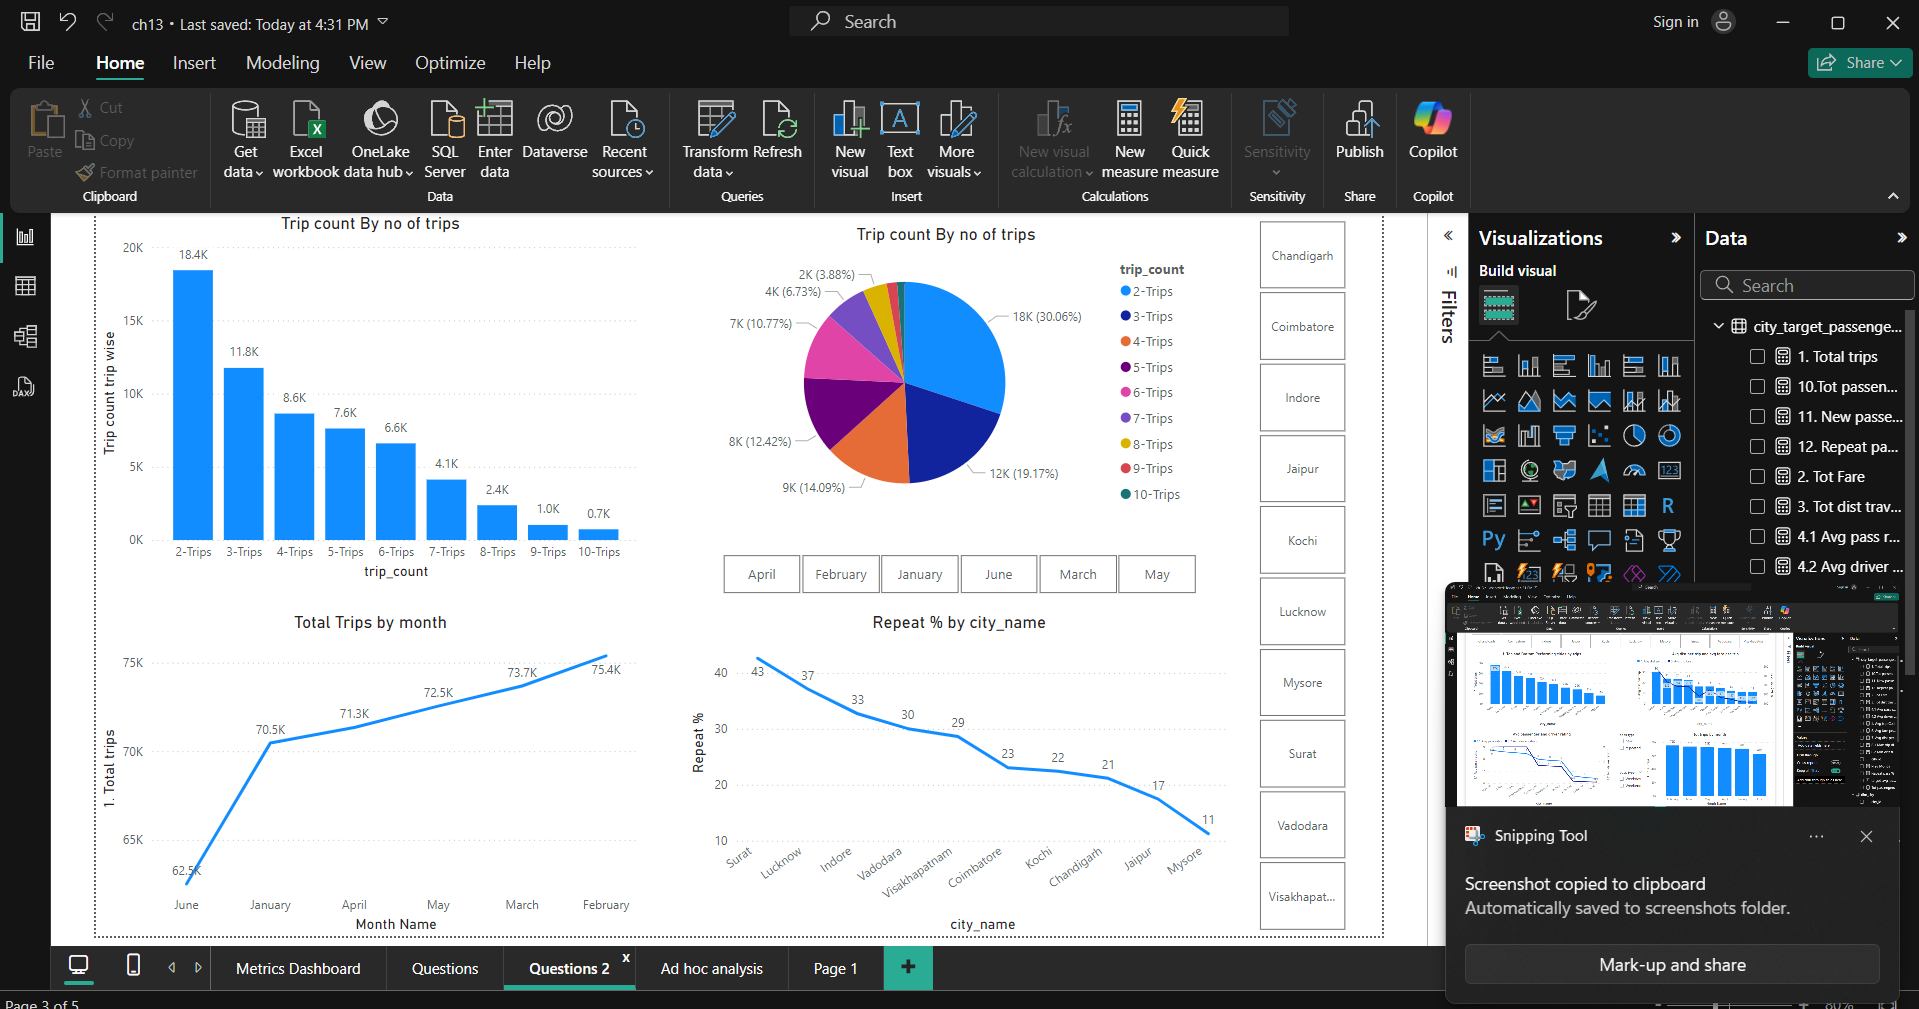 ch13 • Last saved: Today at 4:31 PM
Search
Sign in
File Home Insert Modeling View Optimize Help
Share
Paste
Cut
Copy
Format painter
Clipboard
Get data
Excel workbook
OneLake data hub
SQL Server
Enter data
Dataverse
Recent sources
Data
Transform data
Refresh
Queries
New visual
Text box
More visuals
Insert
New visual calculation
New measure
Quick measure
Calculations
Sensitivity
Sensitivity
Publish
Share
Copilot
Copilot
Trip count By no of trips
Trip count trip wise
20K
15K
10K
5K
0K
18.4K
11.8K
8.6K
7.6K
6.6K
4.1K
2.4K
1.0K
0.7K
2-Trips 3-Trips 4-Trips 5-Trips 6-Trips 7-Trips 8-Trips 9-Trips 10-Trips
trip_count
Trip count By no of trips
2K (3.88%)
4K (6.73%)
7K (10.77%)
8K (12.42%)
9K (14.09%)
12K (19.17%)
18K (30.06%)
trip_count
2-Trips
3-Trips
4-Trips
5-Trips
6-Trips
7-Trips
8-Trips
9-Trips
10-Trips
April February January June March May
Total Trips by month
1. Total trips
75K
70K
65K
62.5K
70.5K
71.3K
72.5K
73.7K
75.4K
June January April May March February
Month Name
Repeat % by city_name
Repeat %
40
30
20
10
43
37
33
30
29
23
22
21
17
11
Surat Lucknow Indore Vadodara Visakhapatnam Coimbatore Kochi Chandigarh Jaipur Mysore
city_name
Chandigarh
Coimbatore
Indore
Jaipur
Kochi
Lucknow
Mysore
Surat
Vadodara
Visakhapat...
Filters
Visualizations
Build visual
Data
Search
city_target_passenge...
1. Total trips
10.Tot passen...
11. New passe...
12. Repeat pa...
2. Tot Fare
3. Tot dist trav...
4.1 Avg pass r...
4.2 Avg driver ...
Snipping Tool
Screenshot copied to clipboard
Automatically saved to screenshots folder.
Mark-up and share
Metrics Dashboard
Questions
Questions 2
Ad hoc analysis
Page 1
Page 3 of 5
80%